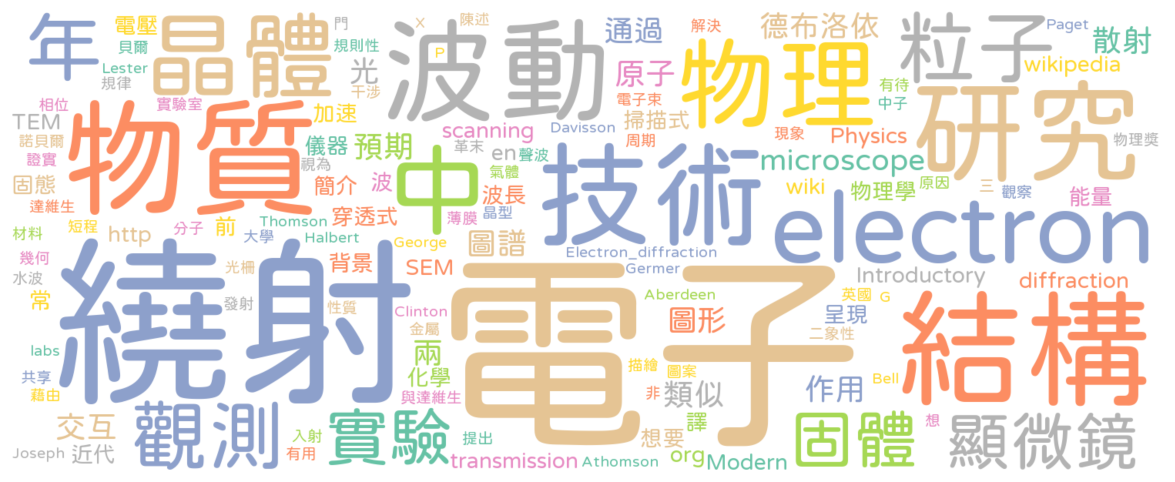 年
電壓
貝爾
Lester
規律
晶體
門
規則性
光
干涉
X
陳述
P
波動
通過
解決
德布洛依
Paget
粒子
散射
wikipedia
原子
電子束
物理
有待
中子
研究
相位
實驗室
加速
TEM
諾貝爾
證實
固態
達維生
物質
儀器
視為
預期
簡介
波
scanning
革末
en
聲波
氣體
Davisson
周期
掃描式
現象
Physics
microscope
wiki
物理學
原因
三
觀察
能量
物理獎
中
波長
薄膜
晶型
技術
electron
材料
短程
分子
前
大學
Thomson
Halbert
穿透式
George
圖譜
http
幾何
水波
光柵
發射
背景
SEM
性質
Electron_diffraction
Germer
Introductory
diffraction
繞射
電子
Aberdeen
英國
G
呈現
圖形
二象性
結構
Clinton
金屬
labs
共享
藉由
兩
化學
與達維生
描繪
圖案
非
類似
作用
Bell
想
交互
Joseph
近代
觀測
入射
有用
實驗
提出
transmission
Athomson
想要
譯
org
Modern
固體
顯微鏡